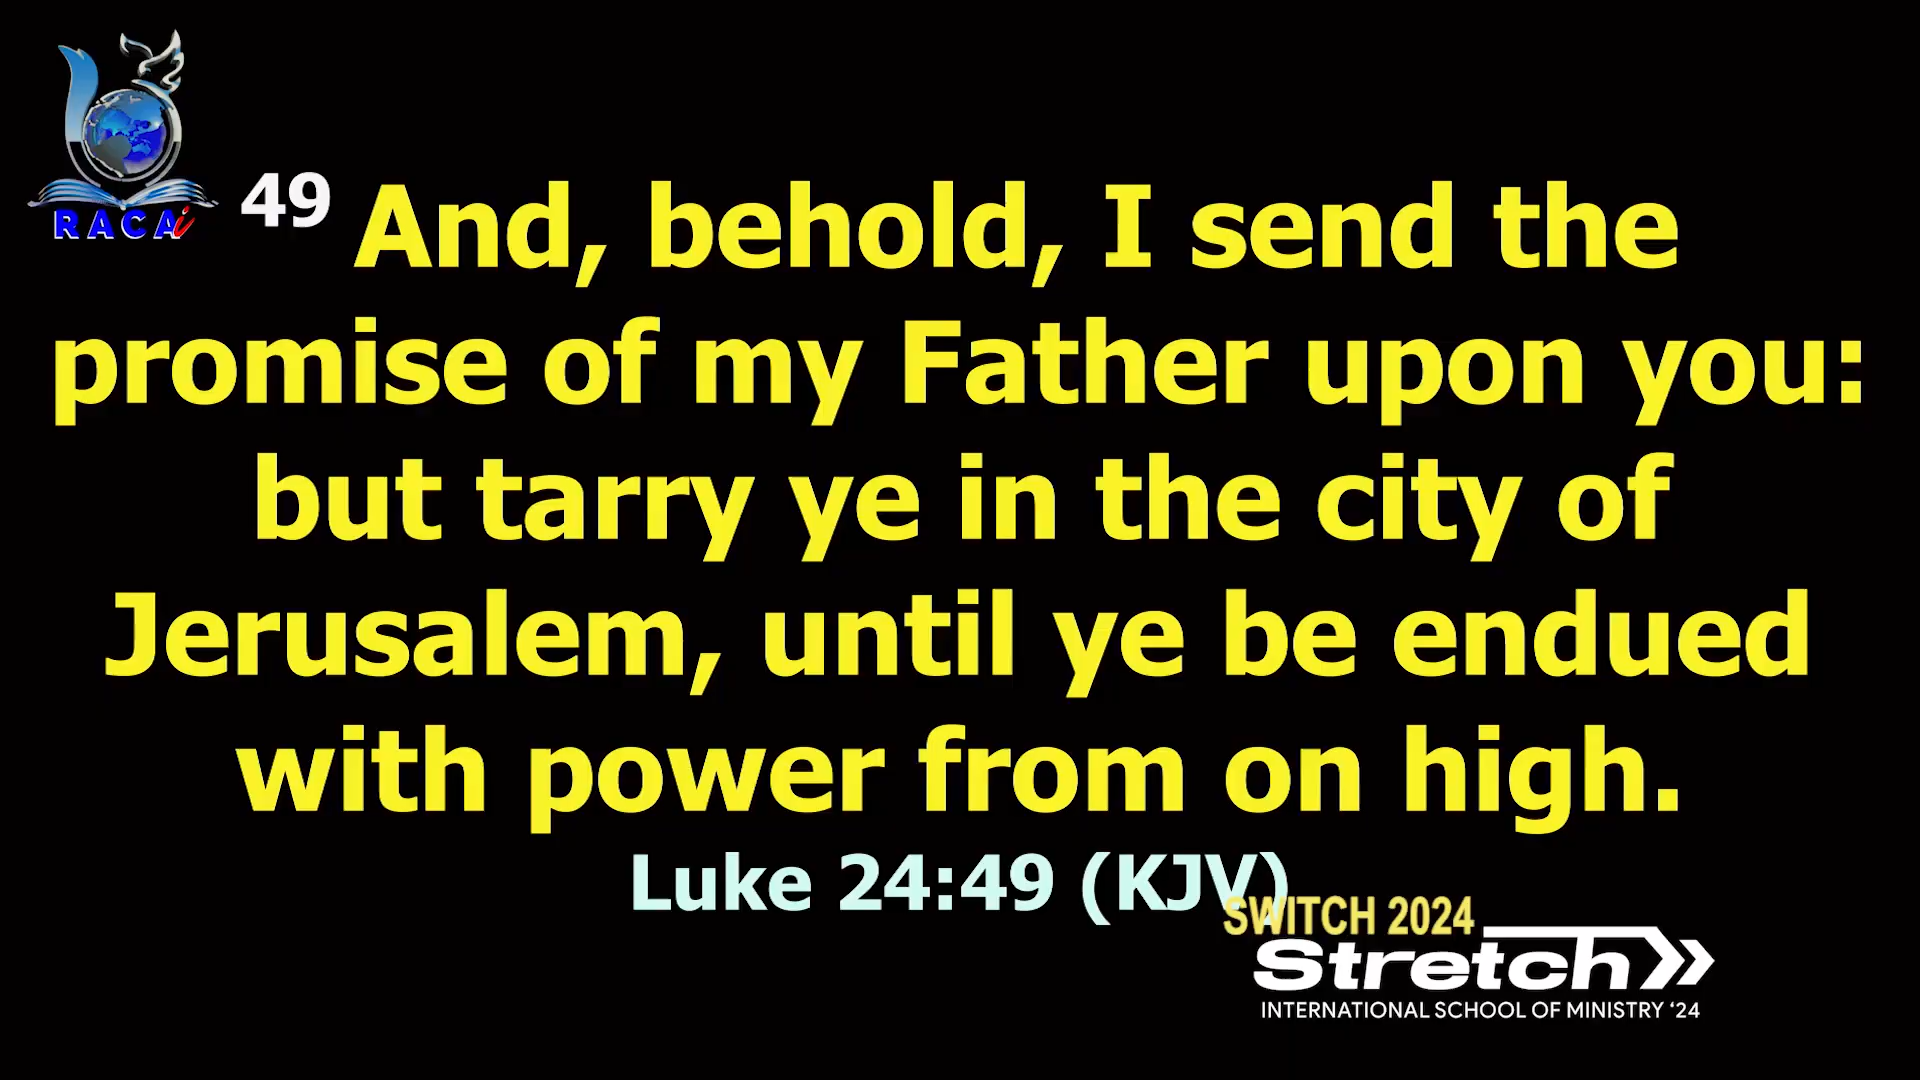 RACAi
49 And, behold, I send the
promise of my Father upon you:
but tarry ye in the city of
Jerusalem, until ye be endued
with power from on high.
Luke 24:49 (KJV)
SWITCH 2024
Stretch
INTERNATIONAL SCHOOL OF MINISTRY ‘24